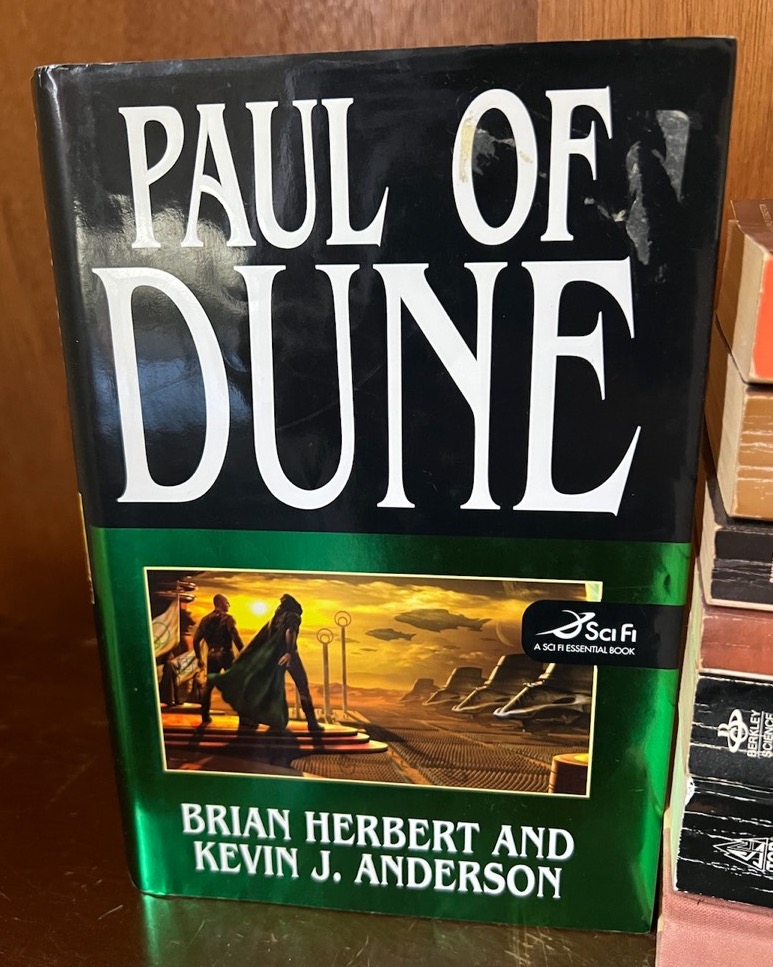 PAUL OF
DUNE
SCI FI
A SCI FI ESSENTIAL BOOK
BRIAN HERBERT AND
KEVIN J. ANDERSON
BERKLEY
SCIENCE